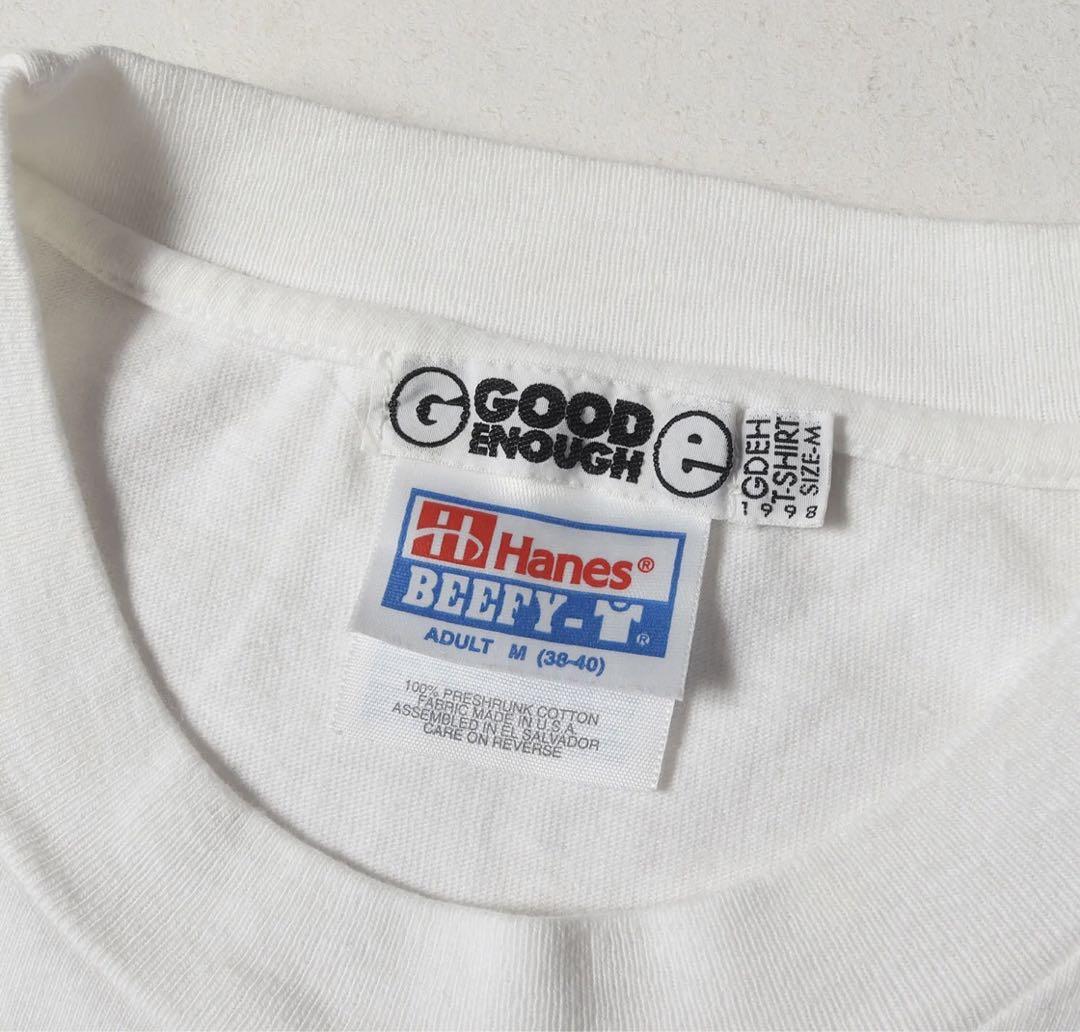 G GOOD ENOUGH e
GDEH
T-SHIRT
SIZE-M
1998
Hanes®
BEEFY-T®
ADULT M (38-40)
100% PRESHRUNK COTTON
FABRIC MADE IN U.S.A.
ASSEMBLED IN EL SALVADOR
CARE ON REVERSE